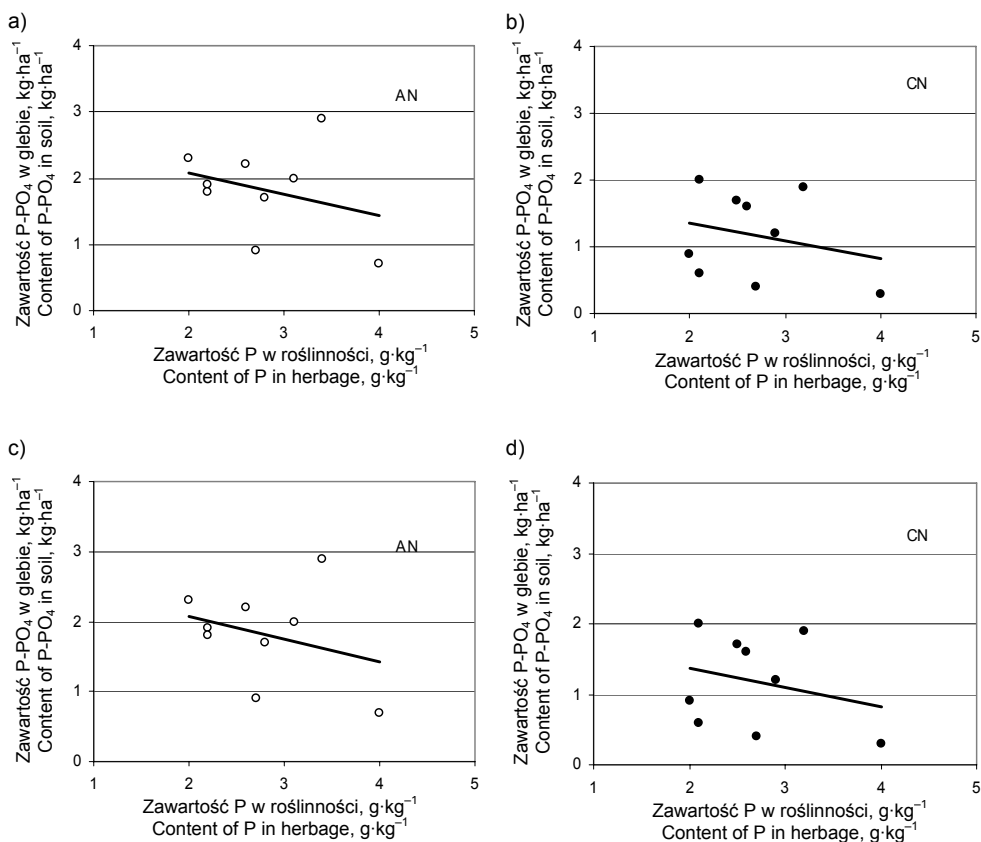 a)
Zawartość P-PO₄ w glebie, kg·ha⁻¹
Content of P-PO₄ in soil, kg·ha⁻¹
4
3
2
1
0
AN
1 2 3 4 5
Zawartość P w roślinności, g·kg⁻¹
Content of P in herbage, g·kg⁻¹
b)
Zawartość P-PO₄ w glebie, kg·ha⁻¹
Content of P-PO₄ in soil, kg·ha⁻¹
4
3
2
1
0
CN
1 2 3 4 5
Zawartość P w roślinności, g·kg⁻¹
Content of P in herbage, g·kg⁻¹
c)
Zawartość P-PO₄ w glebie, kg·ha⁻¹
Content of P-PO₄ in soil, kg·ha⁻¹
4
3
2
1
0
AN
1 2 3 4 5
Zawartość P w roślinności, g·kg⁻¹
Content of P in herbage, g·kg⁻¹
d)
Zawartość P-PO₄ w glebie, kg·ha⁻¹
Content of P-PO₄ in soil, kg·ha⁻¹
4
3
2
1
0
CN
1 2 3 4 5
Zawartość P w roślinności, g·kg⁻¹
Content of P in herbage, g·kg⁻¹